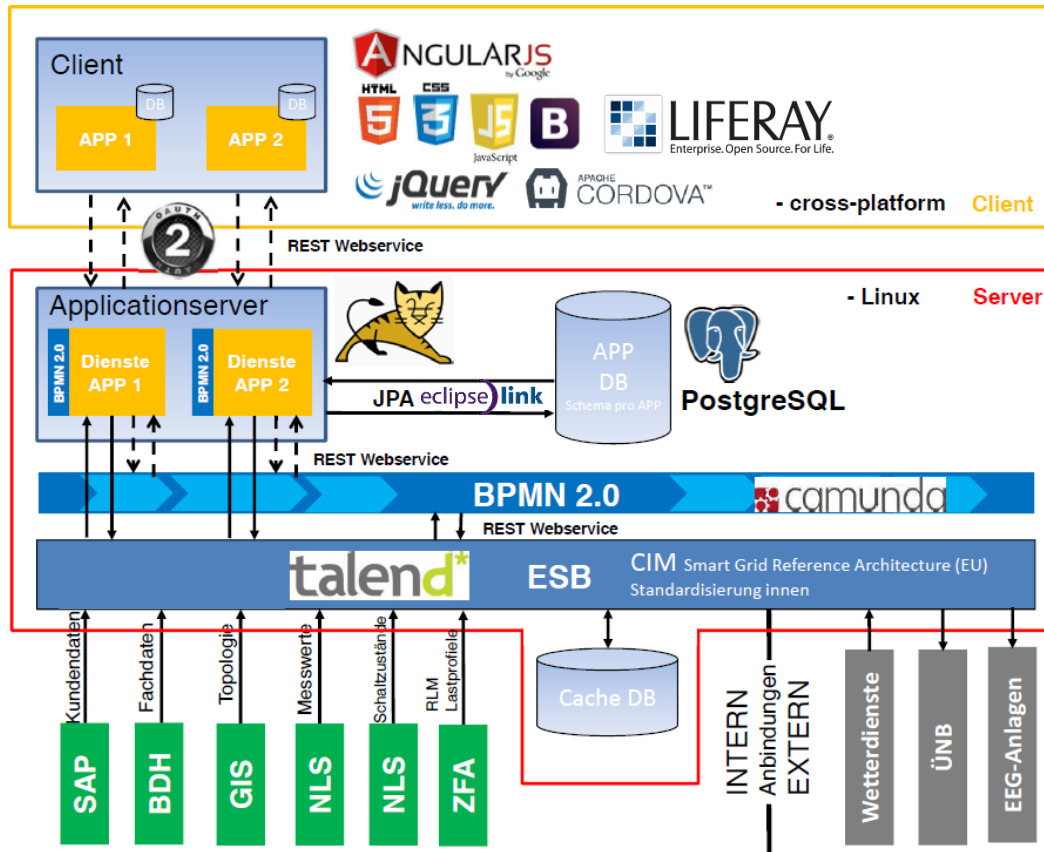 Client
DB
DB
APP 1
APP 2
ANGULARJS
by Google
HTML
CSS
5
3
JS
B
JavaScript
LIFERAY.
Enterprise. Open Source. For Life.
jQuery
write less. do more.
APACHE
CORDOVA™
- cross-platform
Client
OAUTH
2
AUTH
REST Webservice
Applicationserver
- Linux
Server
BPMN 2.0
Dienste
APP 1
BPMN 2.0
Dienste
APP 2
JPA
eclipse link
APP
DB
Schema pro APP
PostgreSQL
REST Webservice
BPMN 2.0
camunda
REST Webservice
talend*
ESB
CIM Smart Grid Reference Architecture (EU)
Standardisierung innen
Kundendaten
Fachdaten
Topologie
Messwerte
Schaltzustände
RLM
Lastprofiele
Cache DB
INTERN
Anbindungen
EXTERN
SAP
BDH
GIS
NLS
NLS
ZFA
Wetterdienste
ÜNB
EEG-Anlagen